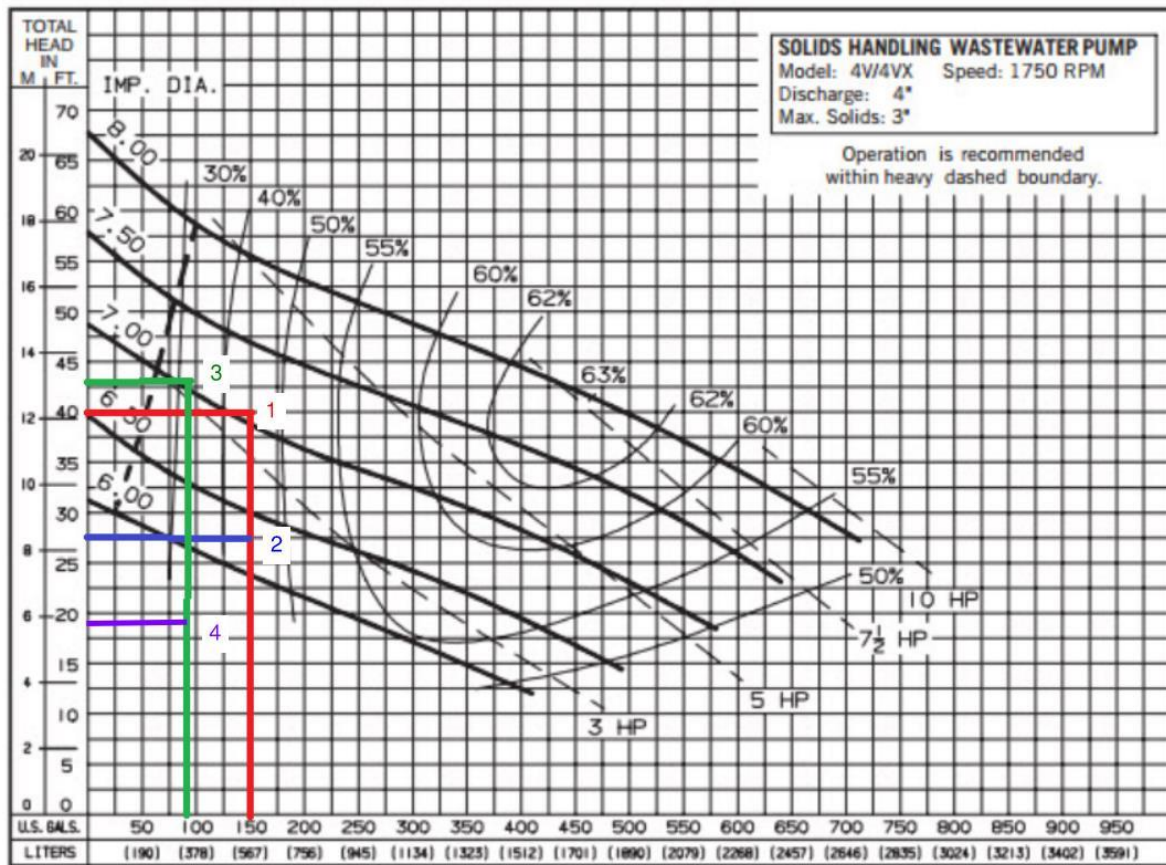 TOTAL
HEAD
IN
M FT.
IMP. DIA.
SOLIDS HANDLING WASTEWATER PUMP
Model: 4V/4VX Speed: 1750 RPM
Discharge: 4"
Max. Solids: 3"
Operation is recommended
within heavy dashed boundary.
70
20 65
18 60
55
16
50
14
45
12 40
35
10
30
8
25
6 20
15
4
10
2
5
0 0
8.00
7.50
7.00
6.50
6.00
30%
40%
50%
55%
60%
62%
63%
62%
60%
55%
50%
10 HP
7½ HP
5 HP
3 HP
3
1
2
4
U.S. GALS. 50 100 150 200 250 300 350 400 450 500 550 600 650 700 750 800 850 900 950
LITERS (190) (378) (567) (756) (945) (1134) (1323) (1512) (1701) (1890) (2079) (2268) (2457) (2646) (2835) (3024) (3213) (3402) (3591)